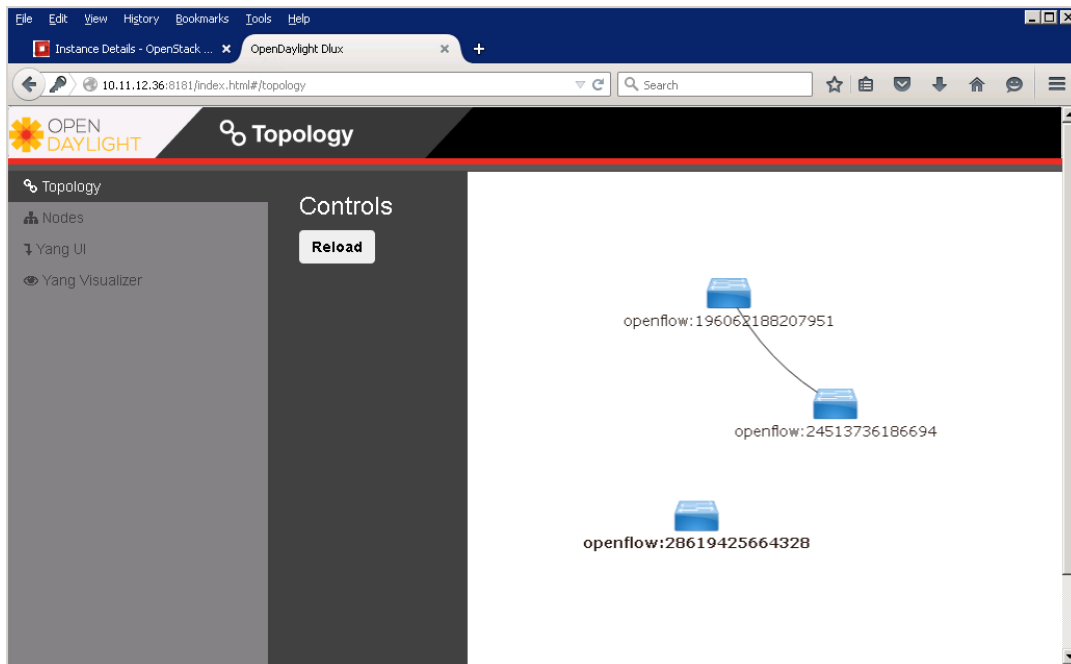 File Edit View History Bookmarks Tools Help
Instance Details - OpenStack ... × OpenDaylight Dlux × +
10.11.12.36:8181/index.html#/topology Search
OPEN
DAYLIGHT
Topology
Topology
Nodes
Yang UI
Yang Visualizer
Controls
Reload
openflow:196062188207951
openflow:24513736186694
openflow:28619425664328